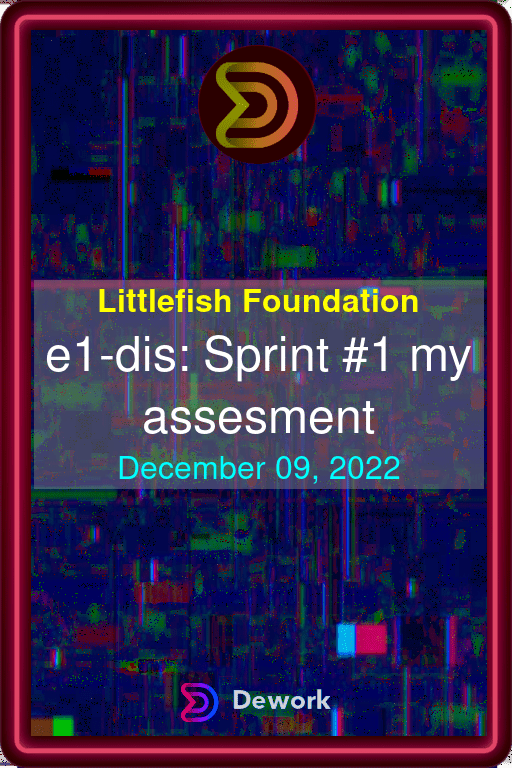 Littlefish Foundation
e1-dis: Sprint #1 my
assesment
December 09, 2022
Dework